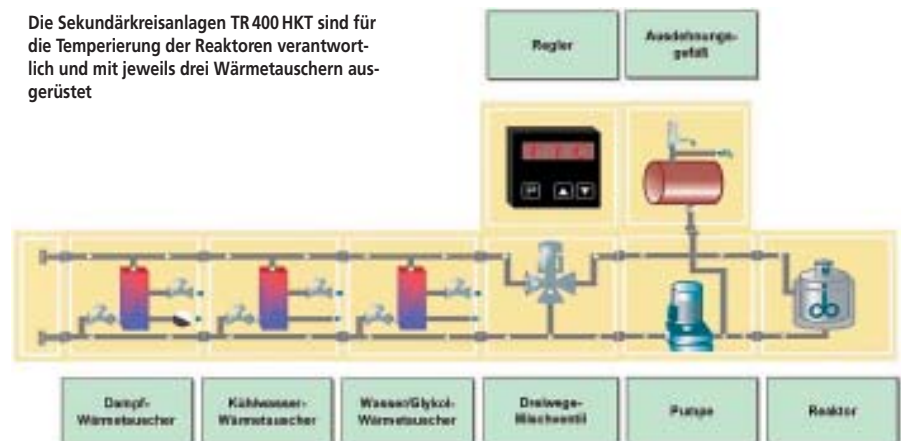 Die Sekundärkreisanlagen TR 400 HKT sind für
die Temperierung der Reaktoren verantwort-
lich und mit jeweils drei Wärmetauschern aus-
gerüstet
Regler
Ausdehnungs-
gefäß
Dampf-
Wärmetauscher
Kühlwasser-
Wärmetauscher
Wasser/Glykol-
Wärmetauscher
Dreiwege-
Mischventil
Pumpe
Reaktor